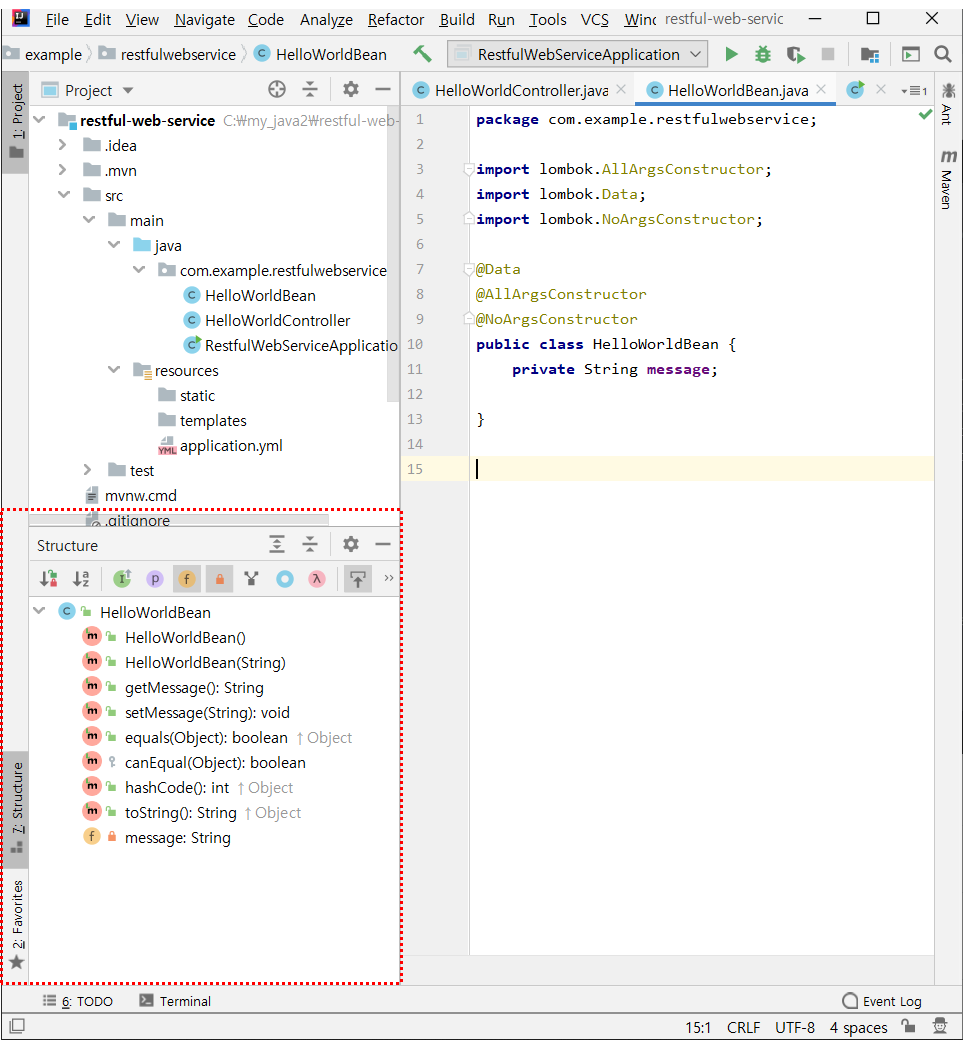 File Edit View Navigate Code Analyze Refactor Build Run Tools VCS Winc restful-web-servic
example restfulwebservice HelloWorldBean RestfulWebServiceApplication
1: Project
Project
restful-web-service C:₩my_java2₩restful-web-
.idea
.mvn
src
main
java
com.example.restfulwebservice
HelloWorldBean
HelloWorldController
RestfulWebServiceApplicatio
resources
static
templates
application.yml
test
mvnw.cmd
.gitignore
HelloWorldController.java HelloWorldBean.java 1
1 package com.example.restfulwebservice;
2
3 import lombok.AllArgsConstructor;
4 import lombok.Data;
5 import lombok.NoArgsConstructor;
6
7 @Data
8 @AllArgsConstructor
9 @NoArgsConstructor
10 public class HelloWorldBean {
11 private String message;
12
13 }
14
15
Ant
Maven
Structure
HelloWorldBean
HelloWorldBean()
HelloWorldBean(String)
getMessage(): String
setMessage(String): void
equals(Object): boolean ↑Object
canEqual(Object): boolean
hashCode(): int ↑Object
toString(): String ↑Object
message: String
7: Structure
2: Favorites
6: TODO Terminal Event Log
15:1 CRLF UTF-8 4 spaces